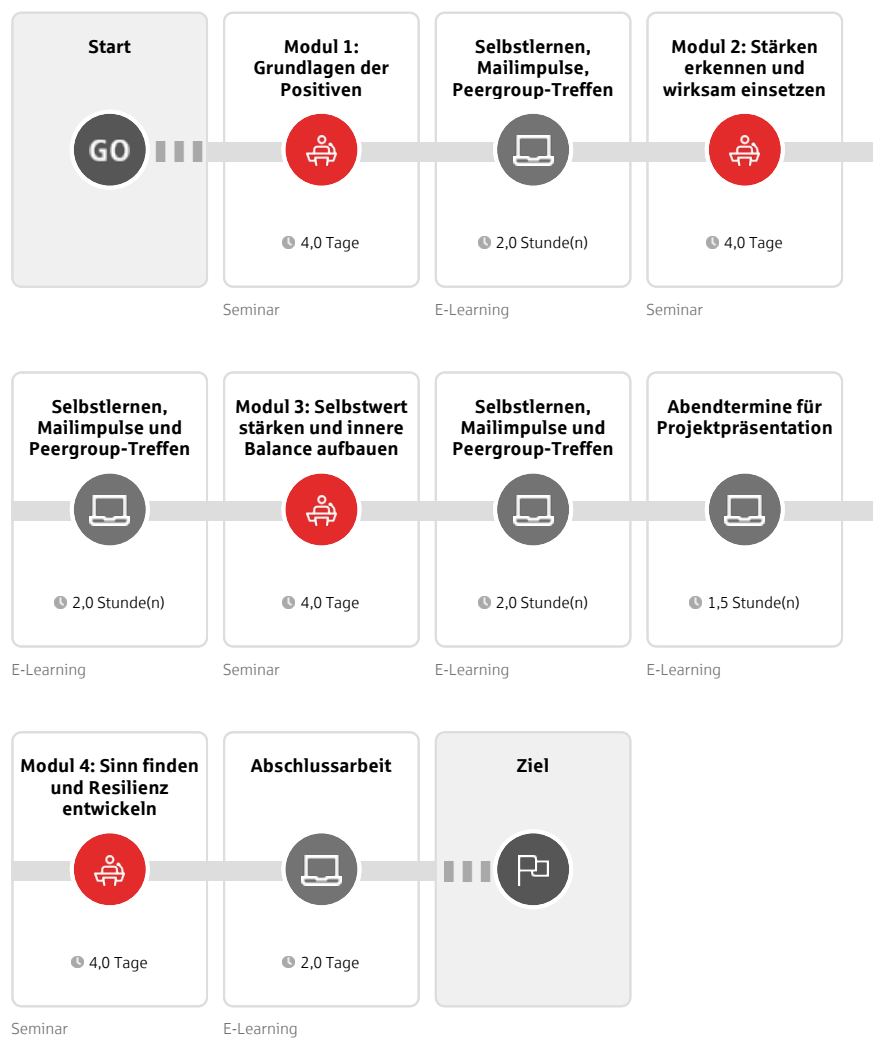 Start
Modul 1:
Grundlagen der
Positiven
Selbstlernen,
Mailimpulse,
Peergroup-Treffen
Modul 2: Stärken
erkennen und
wirksam einsetzen
GO
4,0 Tage
2,0 Stunde(n)
4,0 Tage
Seminar
E-Learning
Seminar
Selbstlernen,
Mailimpulse und
Peergroup-Treffen
Modul 3: Selbstwert
stärken und innere
Balance aufbauen
Selbstlernen,
Mailimpulse und
Peergroup-Treffen
Abendtermine für
Projektpräsentation
2,0 Stunde(n)
4,0 Tage
2,0 Stunde(n)
1,5 Stunde(n)
E-Learning
Seminar
E-Learning
E-Learning
Modul 4: Sinn finden
und Resilienz
entwickeln
Abschlussarbeit
Ziel
4,0 Tage
2,0 Tage
Seminar
E-Learning